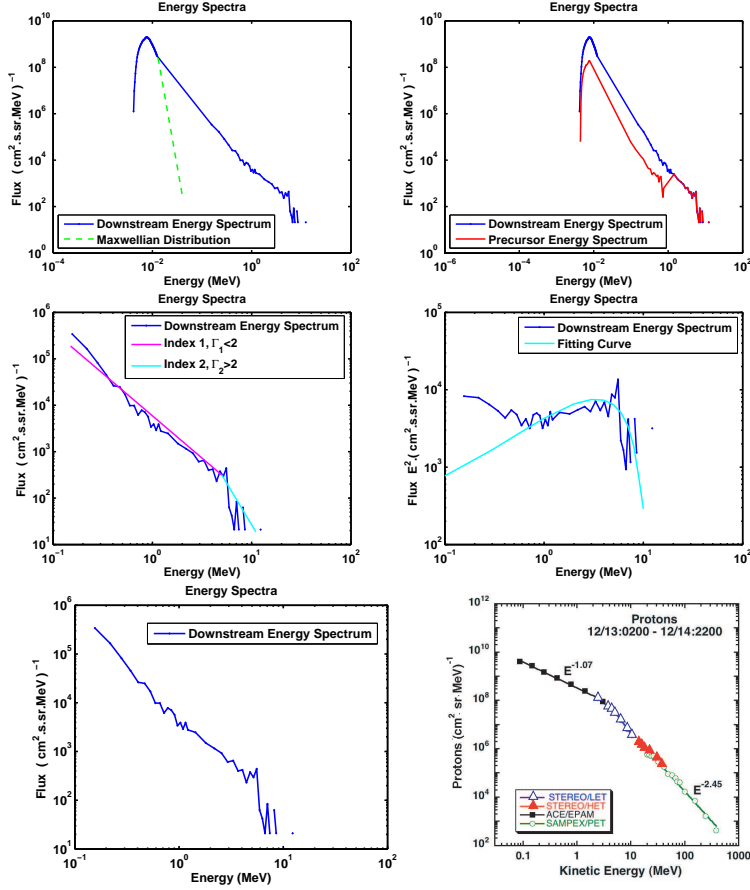 Energy Spectra
10^10
10^8
10^6
10^4
10^2
10^0
Flux ( cm^2.s.sr.MeV )^-1
Downstream Energy Spectrum
Maxwellian Distribution
10^-4
10^-2
10^0
10^2
Energy (MeV)
Energy Spectra
10^10
10^8
10^6
10^4
10^2
10^0
Flux ( cm^2.s.sr.MeV )^-1
Downstream Energy Spectrum
Precursor Energy Spectrum
10^-6
10^-4
10^-2
10^0
10^2
Energy (MeV)
Energy Spectra
10^6
10^5
10^4
10^3
10^2
10^1
Flux ( cm^2.s.sr.MeV )^-1
Downstream Energy Spectrum
Index 1, Γ_1<2
Index 2, Γ_2>2
10^-1
10^0
10^1
10^2
Energy (MeV)
Energy Spectra
10^5
10^4
10^3
10^2
Flux E^2.( cm^2.s.sr.MeV )^-1
Downstream Energy Spectrum
Fitting Curve
10^-1
10^0
10^1
10^2
Energy (MeV)
Energy Spectra
10^6
10^5
10^4
10^3
10^2
10^1
Flux ( cm^2.s.sr.MeV )^-1
Downstream Energy Spectrum
10^-1
10^0
10^1
10^2
Energy (MeV)
10^12
10^10
10^8
10^6
10^4
10^2
Protons (cm^2 sr MeV)^-1
Protons
12/13:0200 - 12/14:2200
E^-1.07
E^-2.45
STEREO/LET
STEREO/HET
ACE/EPAM
SAMPEX/PET
0.1
1
10
100
1000
Kinetic Energy (MeV)